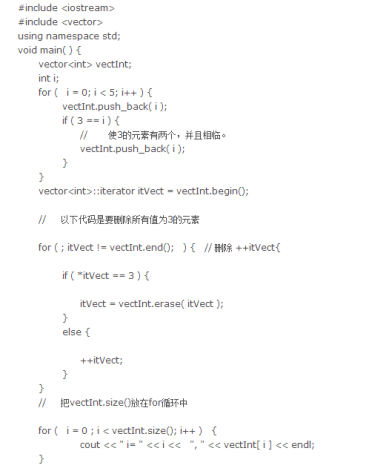 #include <iostream>
#include <vector>
using namespace std;
void main( ) {
vector<int> vectInt;
int i;
for (   i = 0; i < 5; i++ ) {
vectInt.push_back( i );
if ( 3 == i ) {
//     使3的元素有两个，并且相临。
vectInt.push_back( i );
}
}
vector<int>::iterator itVect = vectInt.begin();
//    以下代码是要删除所有值为3的元素
for ( ; itVect != vectInt.end();   ) {   // 删除 ++itVect{
if ( *itVect == 3 ) {
itVect = vectInt.erase( itVect );
}
else {
++itVect;
}
}
//    把vectInt.size()放在for循环中
for (   i = 0 ; i < vectInt.size(); i++ )   {
cout << " i= " << i <<   ", " << vectInt[ i ] << endl;
}